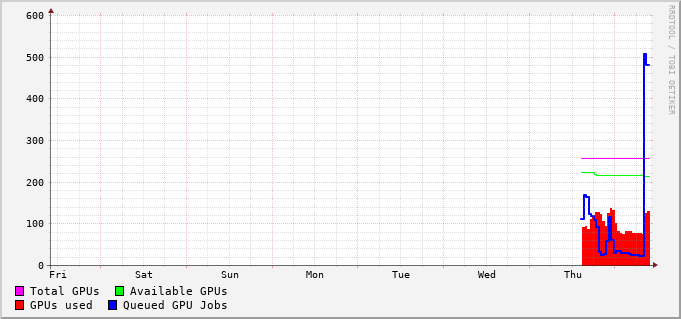 RRDTOOL / TOBI OETIKER
600
500
400
300
200
100
0
Fri Sat Sun Mon Tue Wed Thu
Total GPUs Available GPUs
GPUs used Queued GPU Jobs